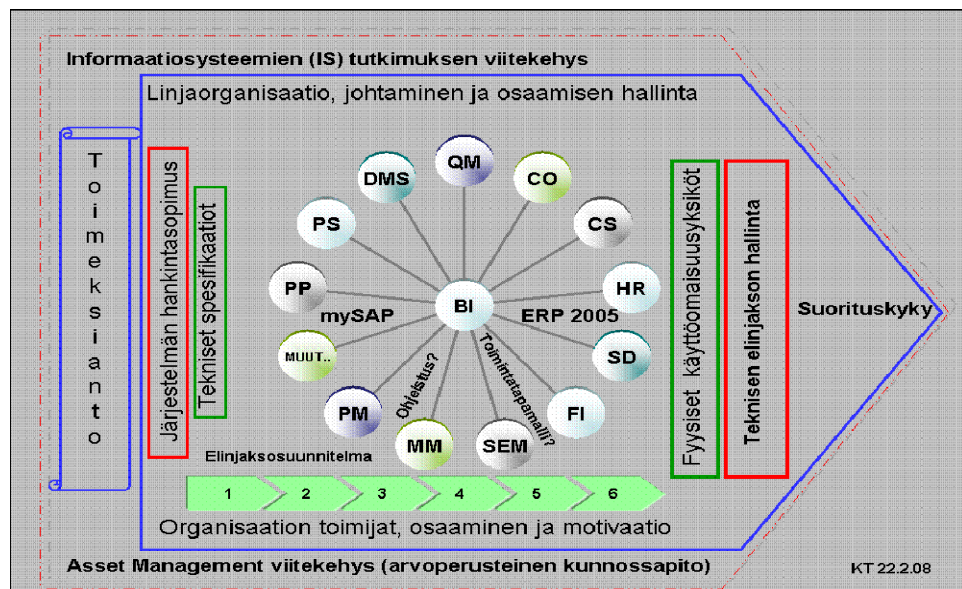 Informaatiosysteemien (IS) tutkimuksen viitekehys
Linjaorganisaatio, johtaminen ja osaamisen hallinta
Toimeksianto
Järjestelmän hankintasopimus
Tekniset spesifikaatiot
QM
DMS
CO
PS
CS
PP
HR
BI
mySAP
ERP 2005
MUUT..
SD
PM
FI
MM
SEM
Ohjeistus?
Toimintatapamalli?
Fyysiset käyttöomaisuusyksiköt
Teknisen elinjakson hallinta
Suorituskyky
Elinjaksosuunnitelma
1 2 3 4 5 6
Organisaation toimijat, osaaminen ja motivaatio
Asset Management viitekehys (arvoperusteinen kunnossapito)
KT 22.2.08